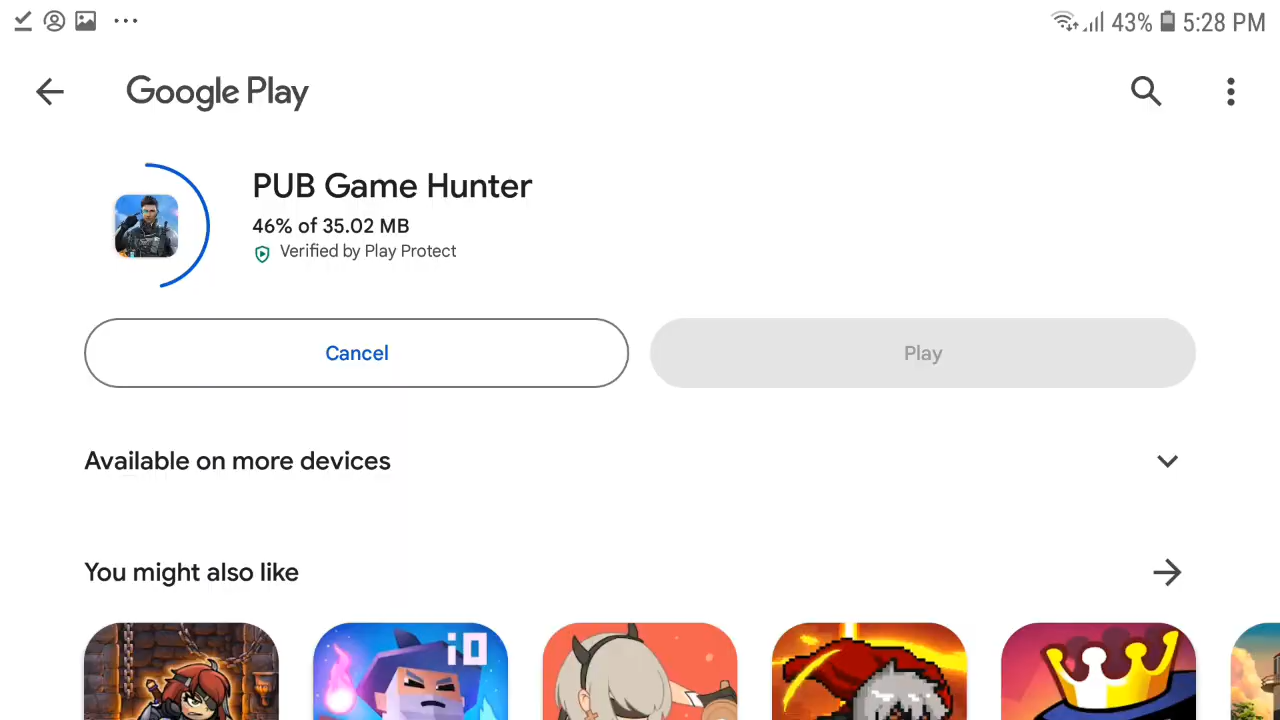 43% 5:28 PM
Google Play
PUB Game Hunter
46% of 35.02 MB
Verified by Play Protect
Cancel
Play
Available on more devices
You might also like
iO